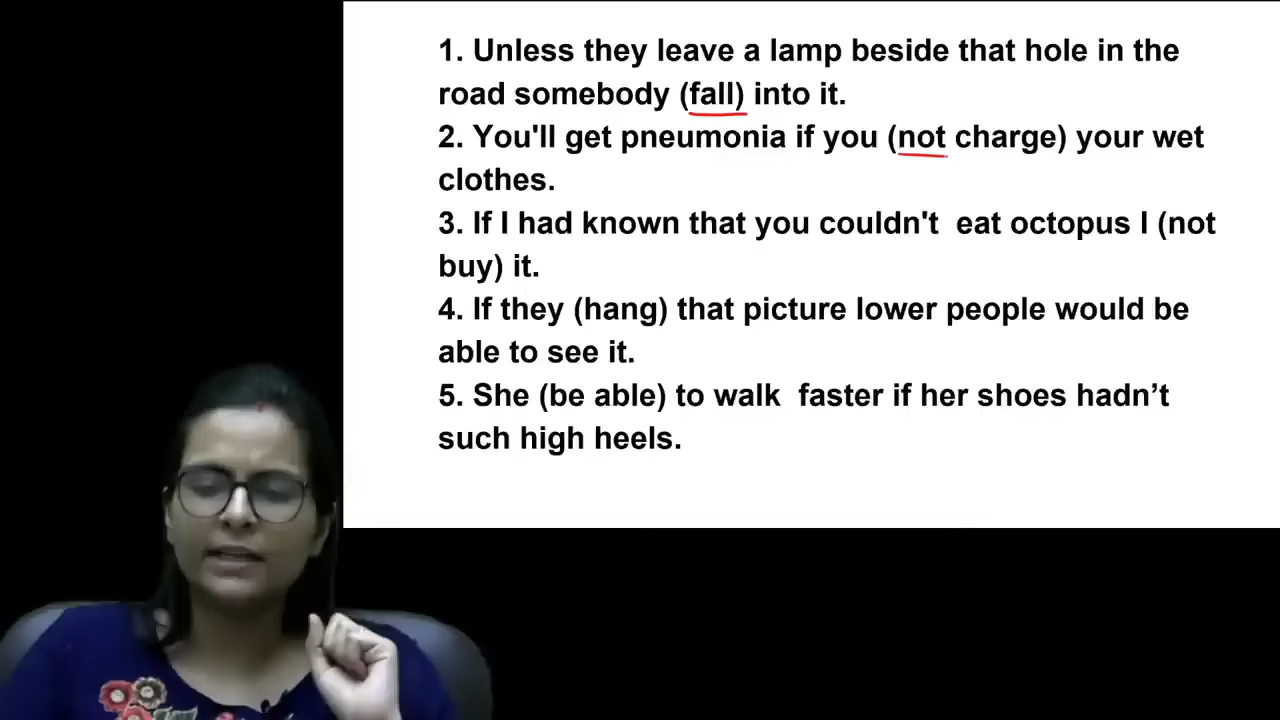 1. Unless they leave a lamp beside that hole in the
road somebody (fall) into it.
2. You'll get pneumonia if you (not charge) your wet
clothes.
3. If I had known that you couldn't  eat octopus I (not
buy) it.
4. If they (hang) that picture lower people would be
able to see it.
5. She (be able) to walk  faster if her shoes hadn’t
such high heels.